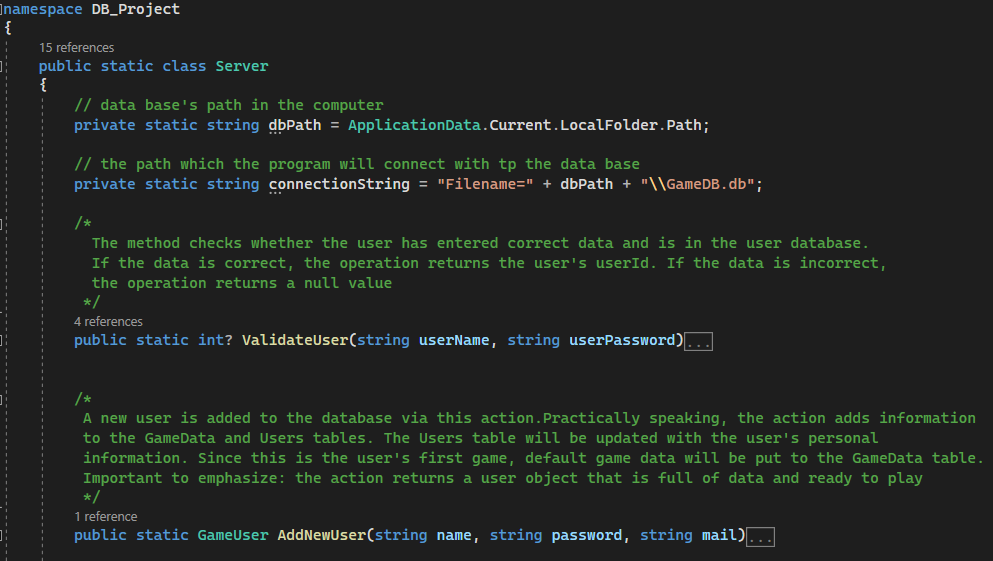 namespace DB_Project
{
15 references
public static class Server
{
// data base's path in the computer
private static string dbPath = ApplicationData.Current.LocalFolder.Path;
// the path which the program will connect with tp the data base
private static string connectionString = "Filename=" + dbPath + "\\GameDB.db";
/*
The method checks whether the user has entered correct data and is in the user database.
If the data is correct, the operation returns the user's userId. If the data is incorrect,
the operation returns a null value
*/
4 references
public static int? ValidateUser(string userName, string userPassword)...
/*
A new user is added to the database via this action.Practically speaking, the action adds information
to the GameData and Users tables. The Users table will be updated with the user's personal
information. Since this is the user's first game, default game data will be put to the GameData table.
Important to emphasize: the action returns a user object that is full of data and ready to play
*/
1 reference
public static GameUser AddNewUser(string name, string password, string mail)...